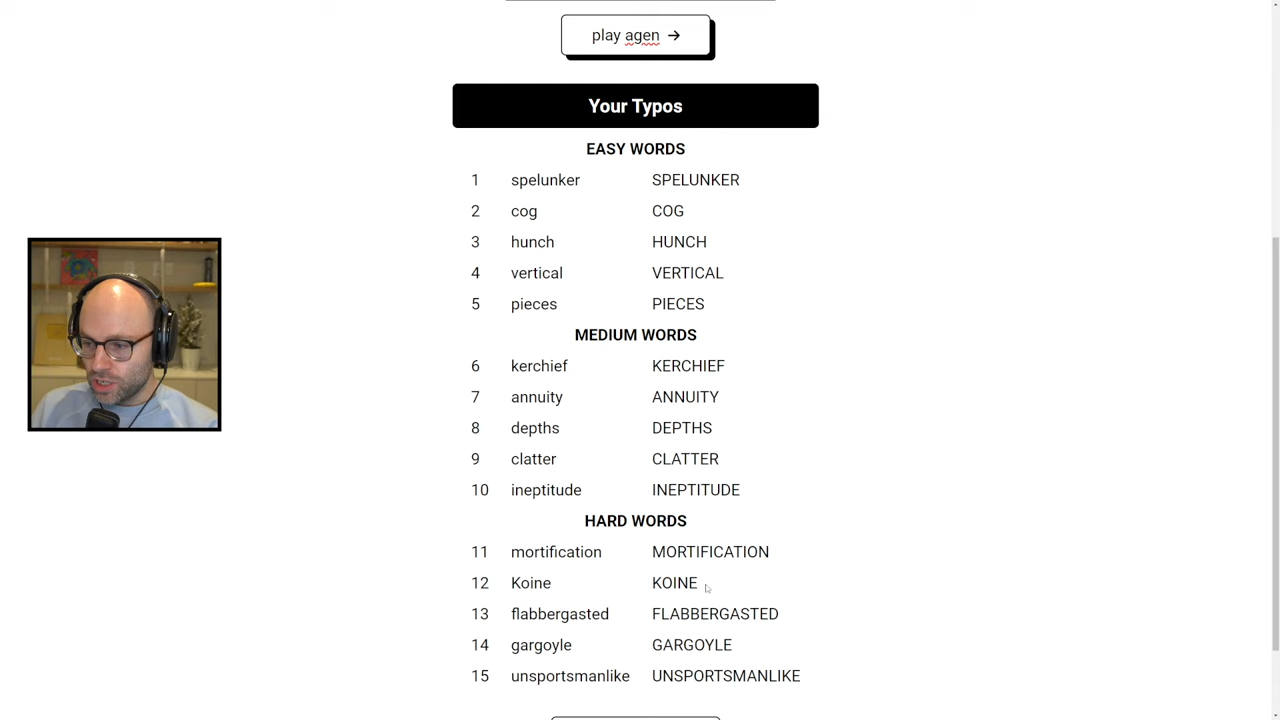 play agen →
Your Typos
EASY WORDS
1 spelunker SPELUNKER
2 cog COG
3 hunch HUNCH
4 vertical VERTICAL
5 pieces PIECES
MEDIUM WORDS
6 kerchief KERCHIEF
7 annuity ANNUITY
8 depths DEPTHS
9 clatter CLATTER
10 ineptitude INEPTITUDE
HARD WORDS
11 mortification MORTIFICATION
12 Koine KOINE
13 flabbergasted FLABBERGASTED
14 gargoyle GARGOYLE
15 unsportsmanlike UNSPORTSMANLIKE